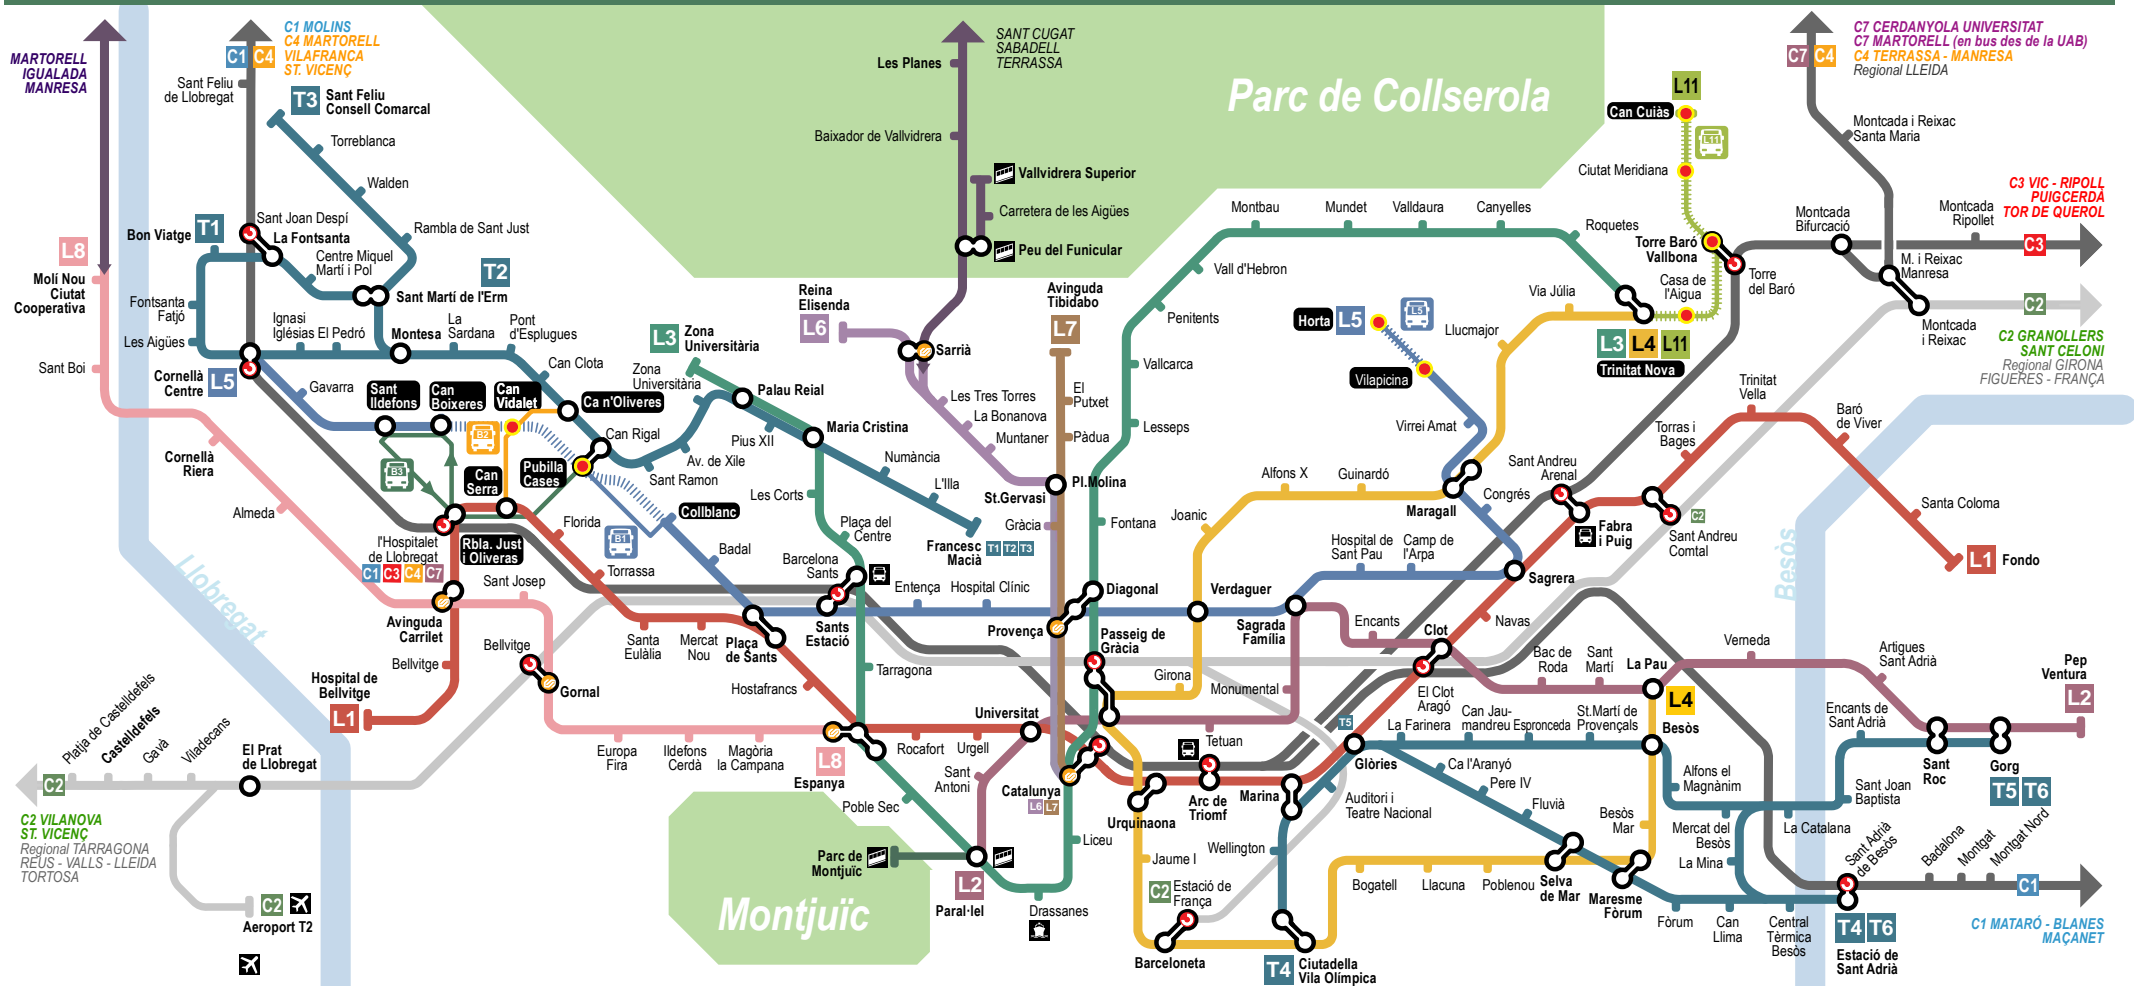 MARTORELL
IGUALADA
MANRESA
C1 C4
C1 MOLINS
C4 MARTORELL
VILAFRANCA
ST. VICENÇ
Sant Feliu
de Llobregat
T3
Sant Feliu
Consell Comarcal
Torreblanca
Walden
Rambla de Sant Just
Les Planes
SANT CUGAT
SABADELL
TERRASSA
Baixador de Vallvidrera
Vallvidrera Superior
Carretera de les Aigües
Peu del Funicular
Parc de Collserola
Can Cuiàs
L11
L11
Ciutat Meridiana
C7 C4
C7 CERDANYOLA UNIVERSITAT
C7 MARTORELL (en bus des de la UAB)
C4 TERRASSA - MANRESA
Regional LLEIDA
Montcada i Reixac
Santa Maria
C3 VIC - RIPOLL
PUIGCERDÀ
TOR DE QUEROL
Montcada
Bifurcació
Montcada
Ripollet
C3
M. i Reixac
Manresa
C2
Montcada
i Reixac
C2 GRANOLLERS
SANT CELONI
Regional GIRONA
FIGUERES - FRANÇA
L8
Molí Nou
Ciutat
Cooperativa
Sant Boi
Bon Viatge
T1
Sant Joan Despí
La Fontsanta
Centre Miquel
Martí i Pol
T2
Sant Martí de l'Erm
Fontsanta
Fatjó
Les Aigües
Ignasi
Iglésias
El Pedró
Montesa
La
Sardana
Pont
d'Esplugues
Can Clota
Cornellà
Centre
L5
Gavarra
Sant
Ildefons
Can
Boixeres
Can
Vidalet
Ca n'Oliveres
B2
B3
Can
Serra
Pubilla
Cases
Can Rigal
Sant Ramon
Av. de Xile
Pius XII
L3
Zona
Universitària
Zona
Universitària
Palau Reial
Maria Cristina
Numància
L'Illa
Francesc
Macià
T1 T2 T3
Les Corts
Plaça del
Centre
Collblanc
B1
Badal
Cornellà
Riera
Almeda
Rbla. Just
i Oliveras
l'Hospitalet
de Llobregat
C1 C3 C4 C7
Florida
Torrassa
Sant Josep
Avinguda
Carrilet
Bellvitge
Bellvitge
Gornal
Hospital de
Bellvitge
L1
Santa
Eulàlia
Mercat
Nou
Plaça
de Sants
Hostafrancs
Barcelona
Sants
Sants
Estació
Tarragona
Entença
Hospital Clínic
Reina
Elisenda
L6
Sarrià
Les Tres Torres
La Bonanova
Muntaner
St.Gervasi
Pl.Molina
Gràcia
Avinguda
Tibidabo
L7
El
Putxet
Pàdua
Provença
Diagonal
Fontana
Lesseps
Vallcarca
Penitents
Vall d'Hebron
Montbau
Mundet
Valldaura
Canyelles
Roquetes
Torre Baró
Vallbona
Casa de
l'Aigua
Torre
del Baró
L3 L4 L11
Trinitat Nova
Via Júlia
Llucmajor
Horta
L5
L5
Vilapicina
Virrei Amat
Maragall
Congrés
Guinardó
Alfons X
Joanic
Verdaguer
Hospital de
Sant Pau
Camp de
l'Arpa
Sagrera
Sant Andreu
Arenal
Fabra
i Puig
Torras i
Bages
Trinitat
Vella
Baró
de Viver
Santa Coloma
L1
Fondo
C2
Sant Andreu
Comtal
Navas
Sagrada
Família
Encants
Clot
El Clot
Aragó
Bac de
Roda
Sant
Martí
La Pau
L4
Besòs
Verneda
Artigues
Sant Adrià
Pep
Ventura
L2
Encants de
Sant Adrià
Sant
Roc
Gorg
T5 T6
Passeig de
Gràcia
Girona
Monumental
Tetuan
Universitat
Urgell
Rocafort
Sant
Antoni
Catalunya
L6 L7
Urquinaona
Arc de
Triomf
Marina
T5
Glòries
La Farinera
Can Jau-
mandreu
Espronceda
St.Martí de
Provençals
Ca l'Aranyó
Pere IV
Fluvià
Auditori i
Teatre Nacional
Wellington
Alfons el
Magnànim
Besòs
Mar
Mercat del
Besòs
La Mina
La Catalana
Sant Joan
Baptista
Sant Adrià
de Besòs
Badalona
Montgat
Montgat Nord
C1
C1 MATARÓ - BLANES
MAÇANET
T4 T6
Estació de
Sant Adrià
Fòrum
Can
Llima
Central
Tèrmica
Besòs
Maresme
Fòrum
Selva
de Mar
Poblenou
Llacuna
Bogatell
T4
Ciutadella
Vila Olímpica
Barceloneta
C2
Estació de
França
Jaume I
Liceu
Drassanes
L2
Paral·lel
Parc de
Montjuïc
Montjuïc
Poble Sec
L8
Espanya
Magòria
la Campana
Ildefons
Cerdà
Europa
Fira
Platja de Castelldefels
Castelldefels
Gavà
Viladecans
El Prat
de Llobregat
C2
C2 VILANOVA
ST. VICENÇ
Regional TARRAGONA
REUS - VALLS - LLEIDA
TORTOSA
C2
Aeroport T2
Llobregat
Besòs